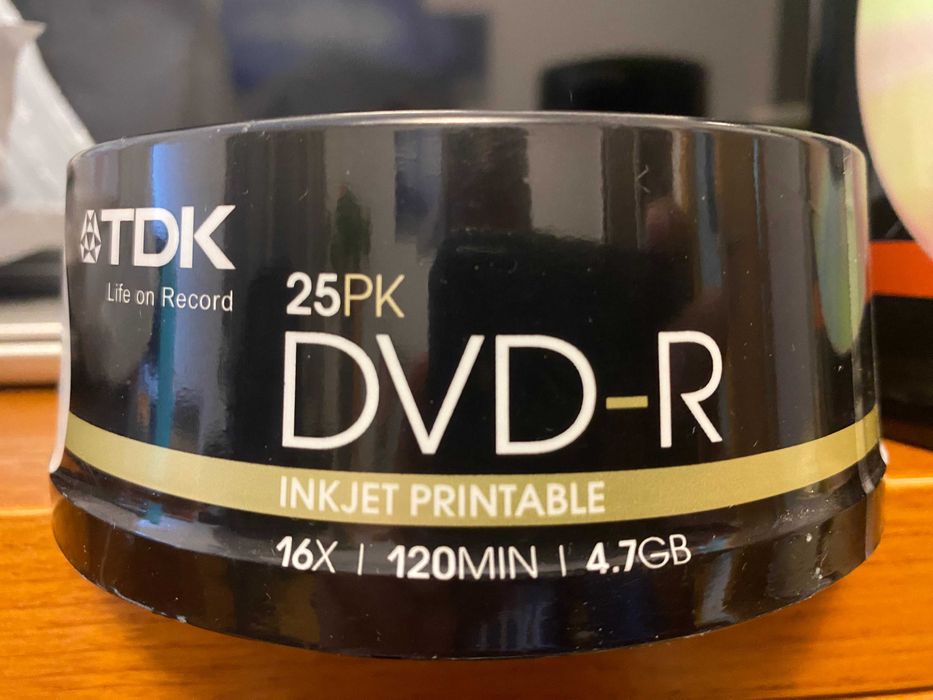 TDK
Life on Record
25PK
DVD-R
INKJET PRINTABLE
16X | 120MIN | 4.7GB